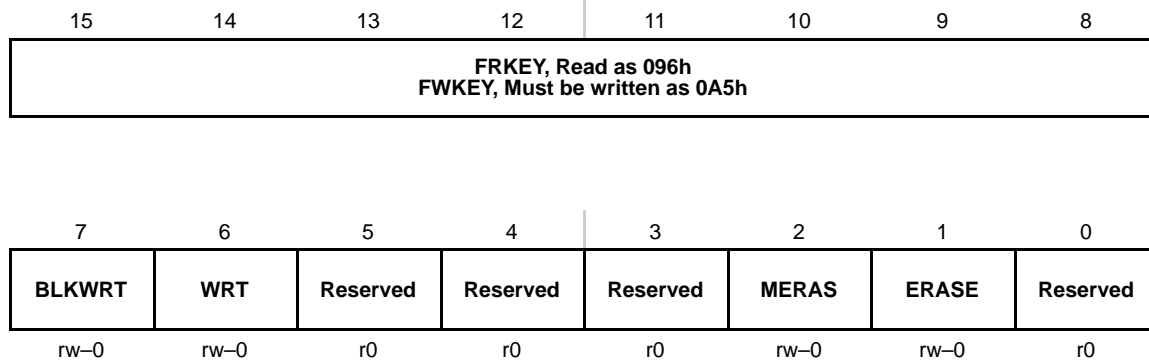 15 14 13 12 11 10 9 8
FRKEY, Read as 096h
FWKEY, Must be written as 0A5h
7 6 5 4 3 2 1 0
BLKWRT WRT Reserved Reserved Reserved MERAS ERASE Reserved
rw–0 rw–0 r0 r0 r0 rw–0 rw–0 r0